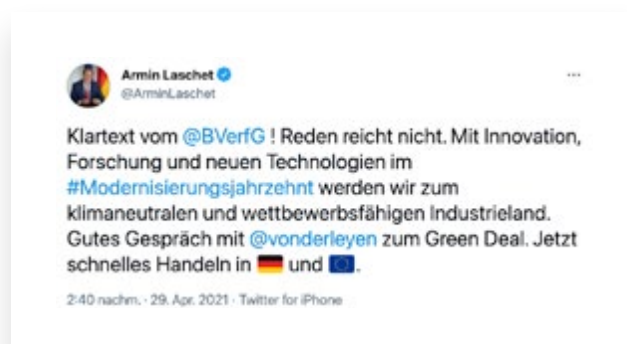 Armin Laschet
@ArminLaschet
Klartext vom @BVerfG ! Reden reicht nicht. Mit Innovation,
Forschung und neuen Technologien im
#Modernisierungsjahrzehnt werden wir zum
klimaneutralen und wettbewerbsfähigen Industrieland.
Gutes Gespräch mit @vonderleyen zum Green Deal. Jetzt
schnelles Handeln in 🇩🇪 und 🇪🇺.
2:40 nachm. · 29. Apr. 2021 · Twitter for iPhone